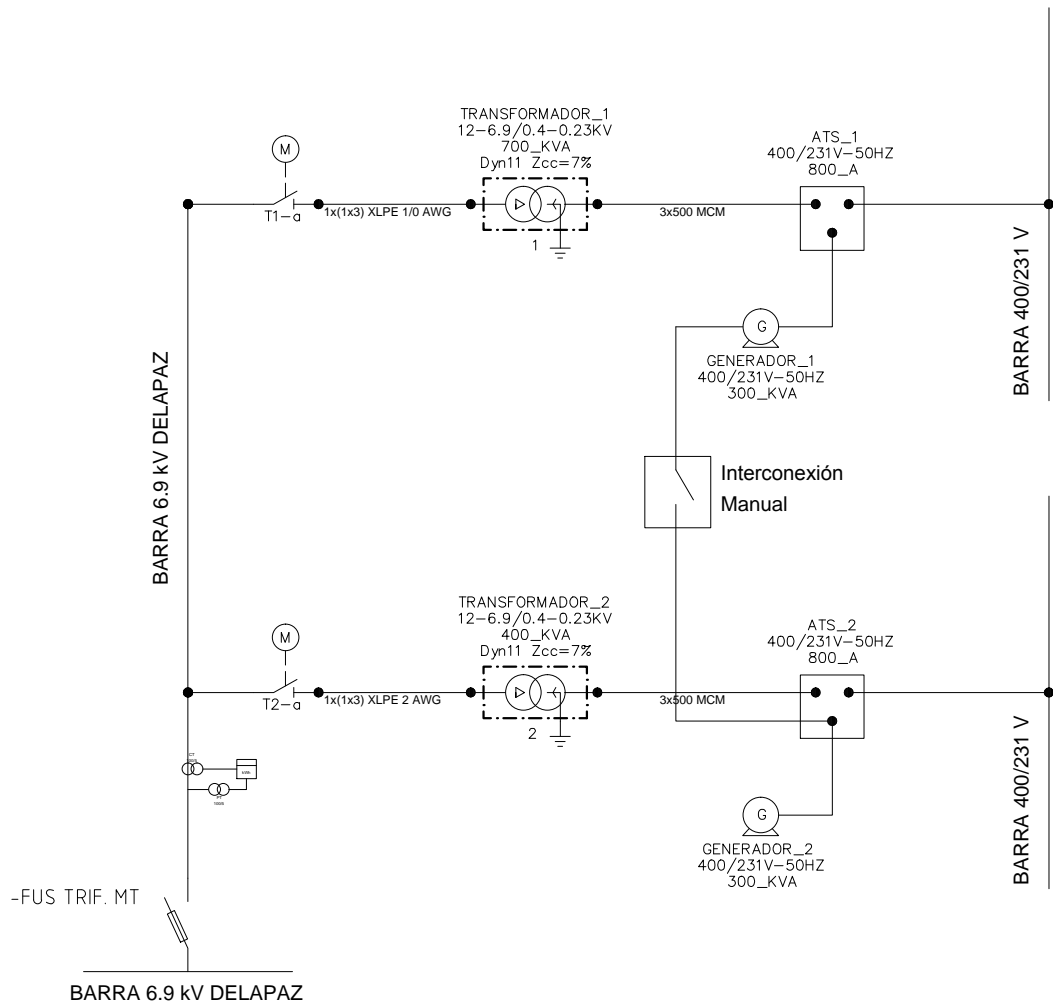 TRANSFORMADOR_1
12-6.9/0.4-0.23KV
700_KVA
Dyn11 Zcc=7%
ATS_1
400/231V-50HZ
800_A
M
T1-a
1x(1x3) XLPE 1/0 AWG
1
3x500 MCM
BARRA 400/231 V
G
GENERADOR_1
400/231V-50HZ
300_KVA
BARRA 6.9 kV DELAPAZ
Interconexión
Manual
TRANSFORMADOR_2
12-6.9/0.4-0.23KV
400_KVA
Dyn11 Zcc=7%
ATS_2
400/231V-50HZ
800_A
M
T2-a
1x(1x3) XLPE 2 AWG
2
3x500 MCM
BARRA 400/231 V
CT
kWh
PT
G
GENERADOR_2
400/231V-50HZ
300_KVA
-FUS TRIF. MT
BARRA 6.9 kV DELAPAZ